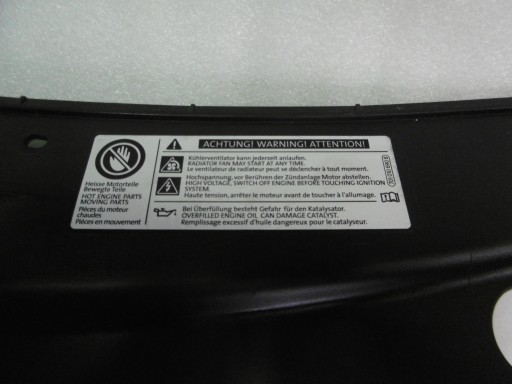 ACHTUNG! WARNING! ATTENTION!
Kühlerventilator kann jederzeit anlaufen.
RADIATOR FAN MAY START AT ANY TIME.
Le ventilateur de radiateur peut se déclencher à tout moment.
Hochspannung, vor Berühren der Zündanlage Motor abstellen.
HIGH VOLTAGE, SWITCH OFF ENGINE BEFORE TOUCHING IGNITION
SYSTEM.
Haute tension, arrêter le moteur avant de toucher à l'allumage.
Bei Überfüllung besteht Gefahr für den Katalysator.
OVERFILLED ENGINE OIL CAN DAMAGE CATALYST.
Remplissage excessif d'huile dangereux pour le catalyseur.
Heisse Motorteile
Bewegte Teile
HOT ENGINE PARTS
MOVING PARTS
Pièces du moteur
chaudes
Pièces en mouvement